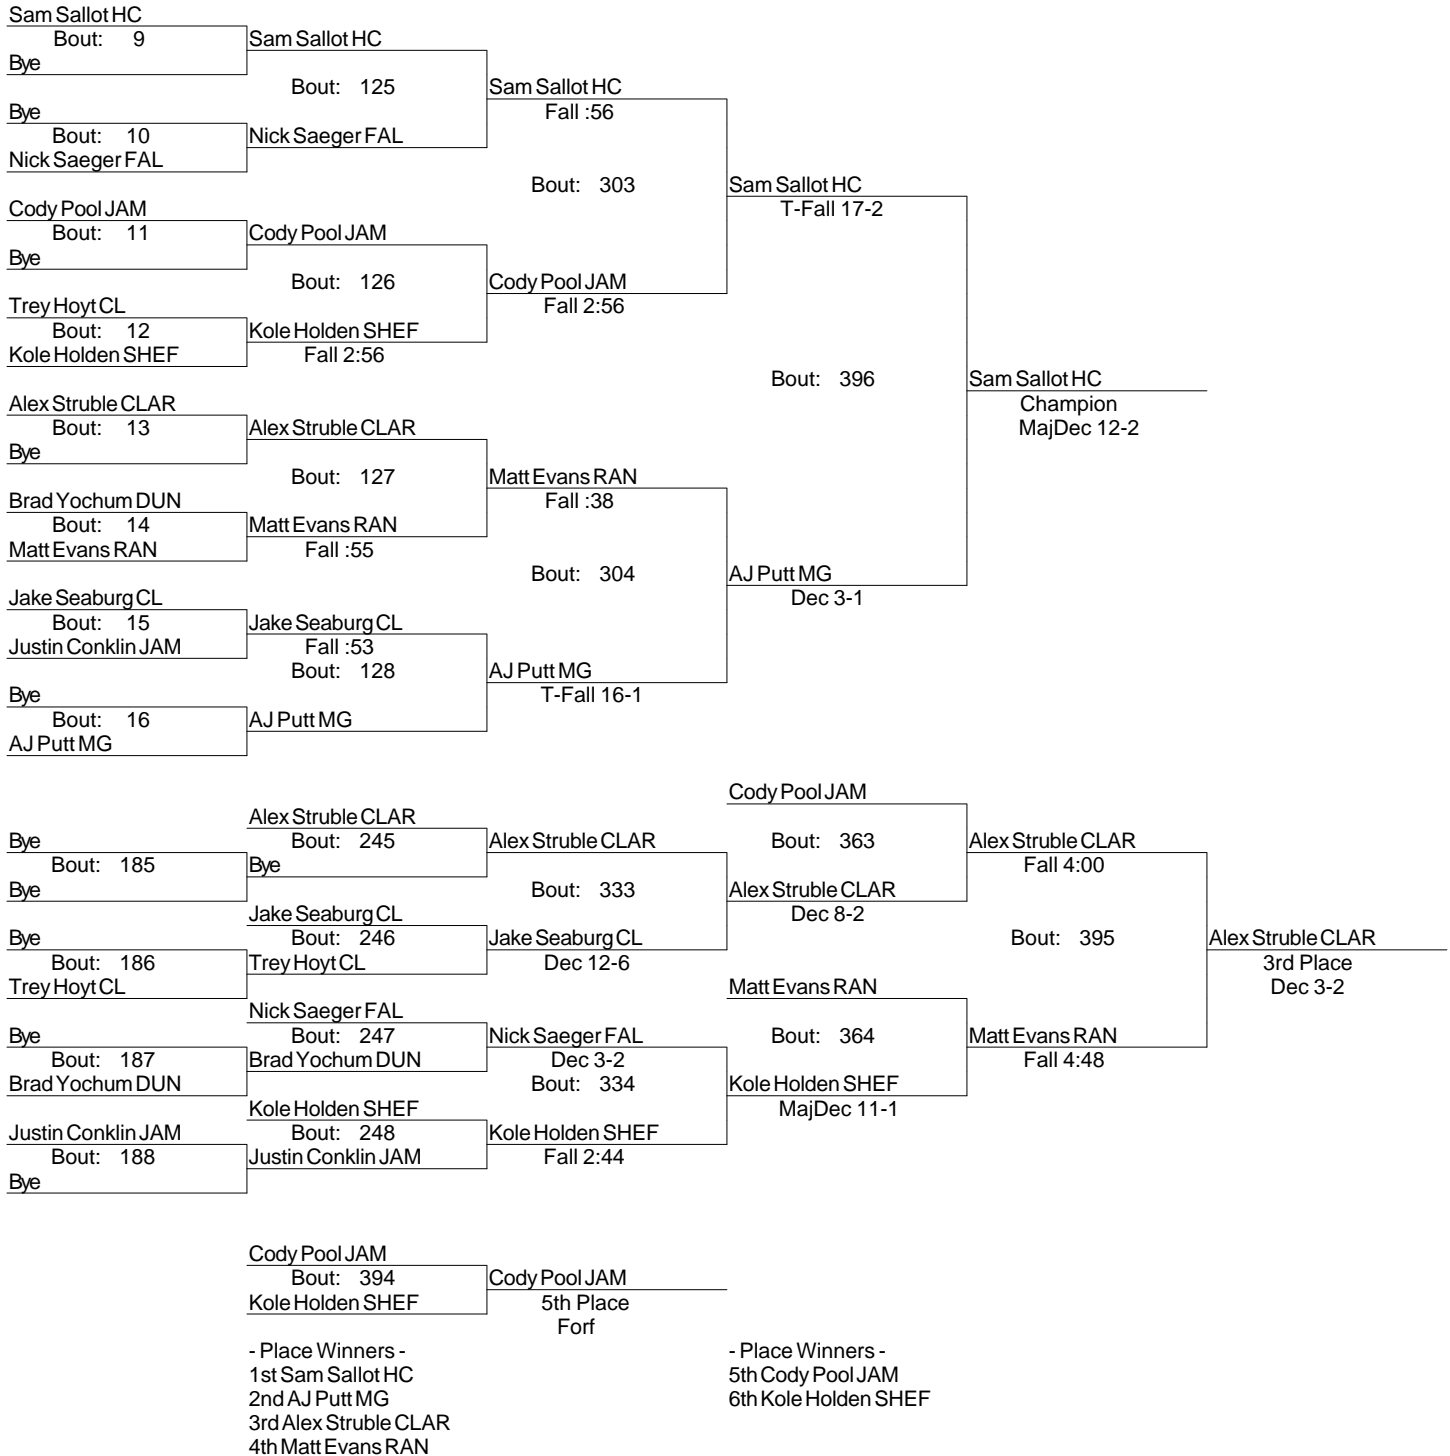 Sam Sallot HC
Bout: 9
Sam Sallot HC
Bye
Bout: 125
Sam Sallot HC
Bye
Fall :56
Bout: 10
Nick Saeger FAL
Nick Saeger FAL
Bout: 303
Sam Sallot HC
Cody Pool JAM
T-Fall 17-2
Bout: 11
Cody Pool JAM
Bye
Bout: 126
Cody Pool JAM
Trey Hoyt CL
Fall 2:56
Bout: 12
Kole Holden SHEF
Kole Holden SHEF
Fall 2:56
Bout: 396
Sam Sallot HC
Alex Struble CLAR
Champion
Bout: 13
Alex Struble CLAR
MajDec 12-2
Bye
Bout: 127
Matt Evans RAN
Brad Yochum DUN
Fall :38
Bout: 14
Matt Evans RAN
Matt Evans RAN
Fall :55
Bout: 304
AJ Putt MG
Jake Seaburg CL
Dec 3-1
Bout: 15
Jake Seaburg CL
Justin Conklin JAM
Fall :53
Bout: 128
AJ Putt MG
Bye
T-Fall 16-1
Bout: 16
AJ Putt MG
AJ Putt MG
Cody Pool JAM
Alex Struble CLAR
Bye
Bout: 245
Alex Struble CLAR
Bout: 363
Alex Struble CLAR
Bout: 185
Bye
Fall 4:00
Bye
Bout: 333
Alex Struble CLAR
Jake Seaburg CL
Dec 8-2
Bye
Bout: 246
Jake Seaburg CL
Bout: 395
Alex Struble CLAR
Bout: 186
Trey Hoyt CL
Dec 12-6
3rd Place
Trey Hoyt CL
Matt Evans RAN
Dec 3-2
Nick Saeger FAL
Bye
Bout: 247
Nick Saeger FAL
Bout: 364
Matt Evans RAN
Bout: 187
Brad Yochum DUN
Dec 3-2
Fall 4:48
Brad Yochum DUN
Bout: 334
Kole Holden SHEF
Kole Holden SHEF
MajDec 11-1
Justin Conklin JAM
Bout: 248
Kole Holden SHEF
Bout: 188
Justin Conklin JAM
Fall 2:44
Bye
Cody Pool JAM
Bout: 394
Cody Pool JAM
Kole Holden SHEF
5th Place
Forf
- Place Winners -
1st Sam Sallot HC
2nd AJ Putt MG
3rd Alex Struble CLAR
4th Matt Evans RAN
- Place Winners -
5th Cody Pool JAM
6th Kole Holden SHEF